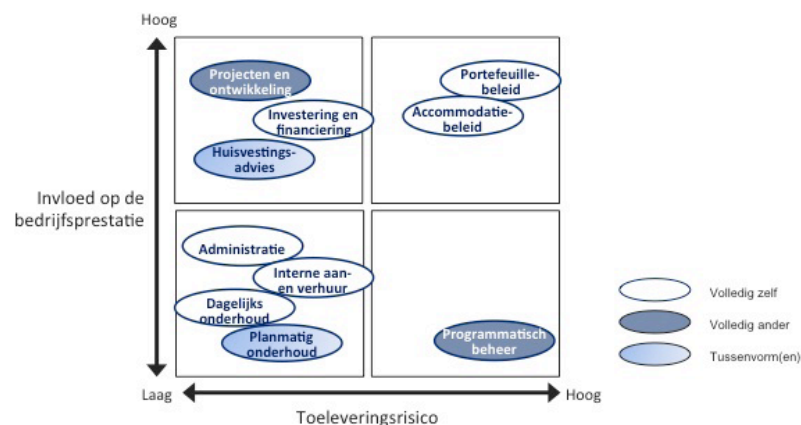 Hoog
Projecten en
ontwikkeling
Investering en
financiering
Huisvestings-
advies
Portefeuille-
beleid
Accommodatie-
beleid
Invloed op de
bedrijfsprestatie
Administratie
Interne aan-
en verhuur
Dagelijks
onderhoud
Planmatig
onderhoud
Programmatisch
beheer
Volledig zelf
Volledig ander
Tussenvorm(en)
Laag
Hoog
Toeleveringsrisico